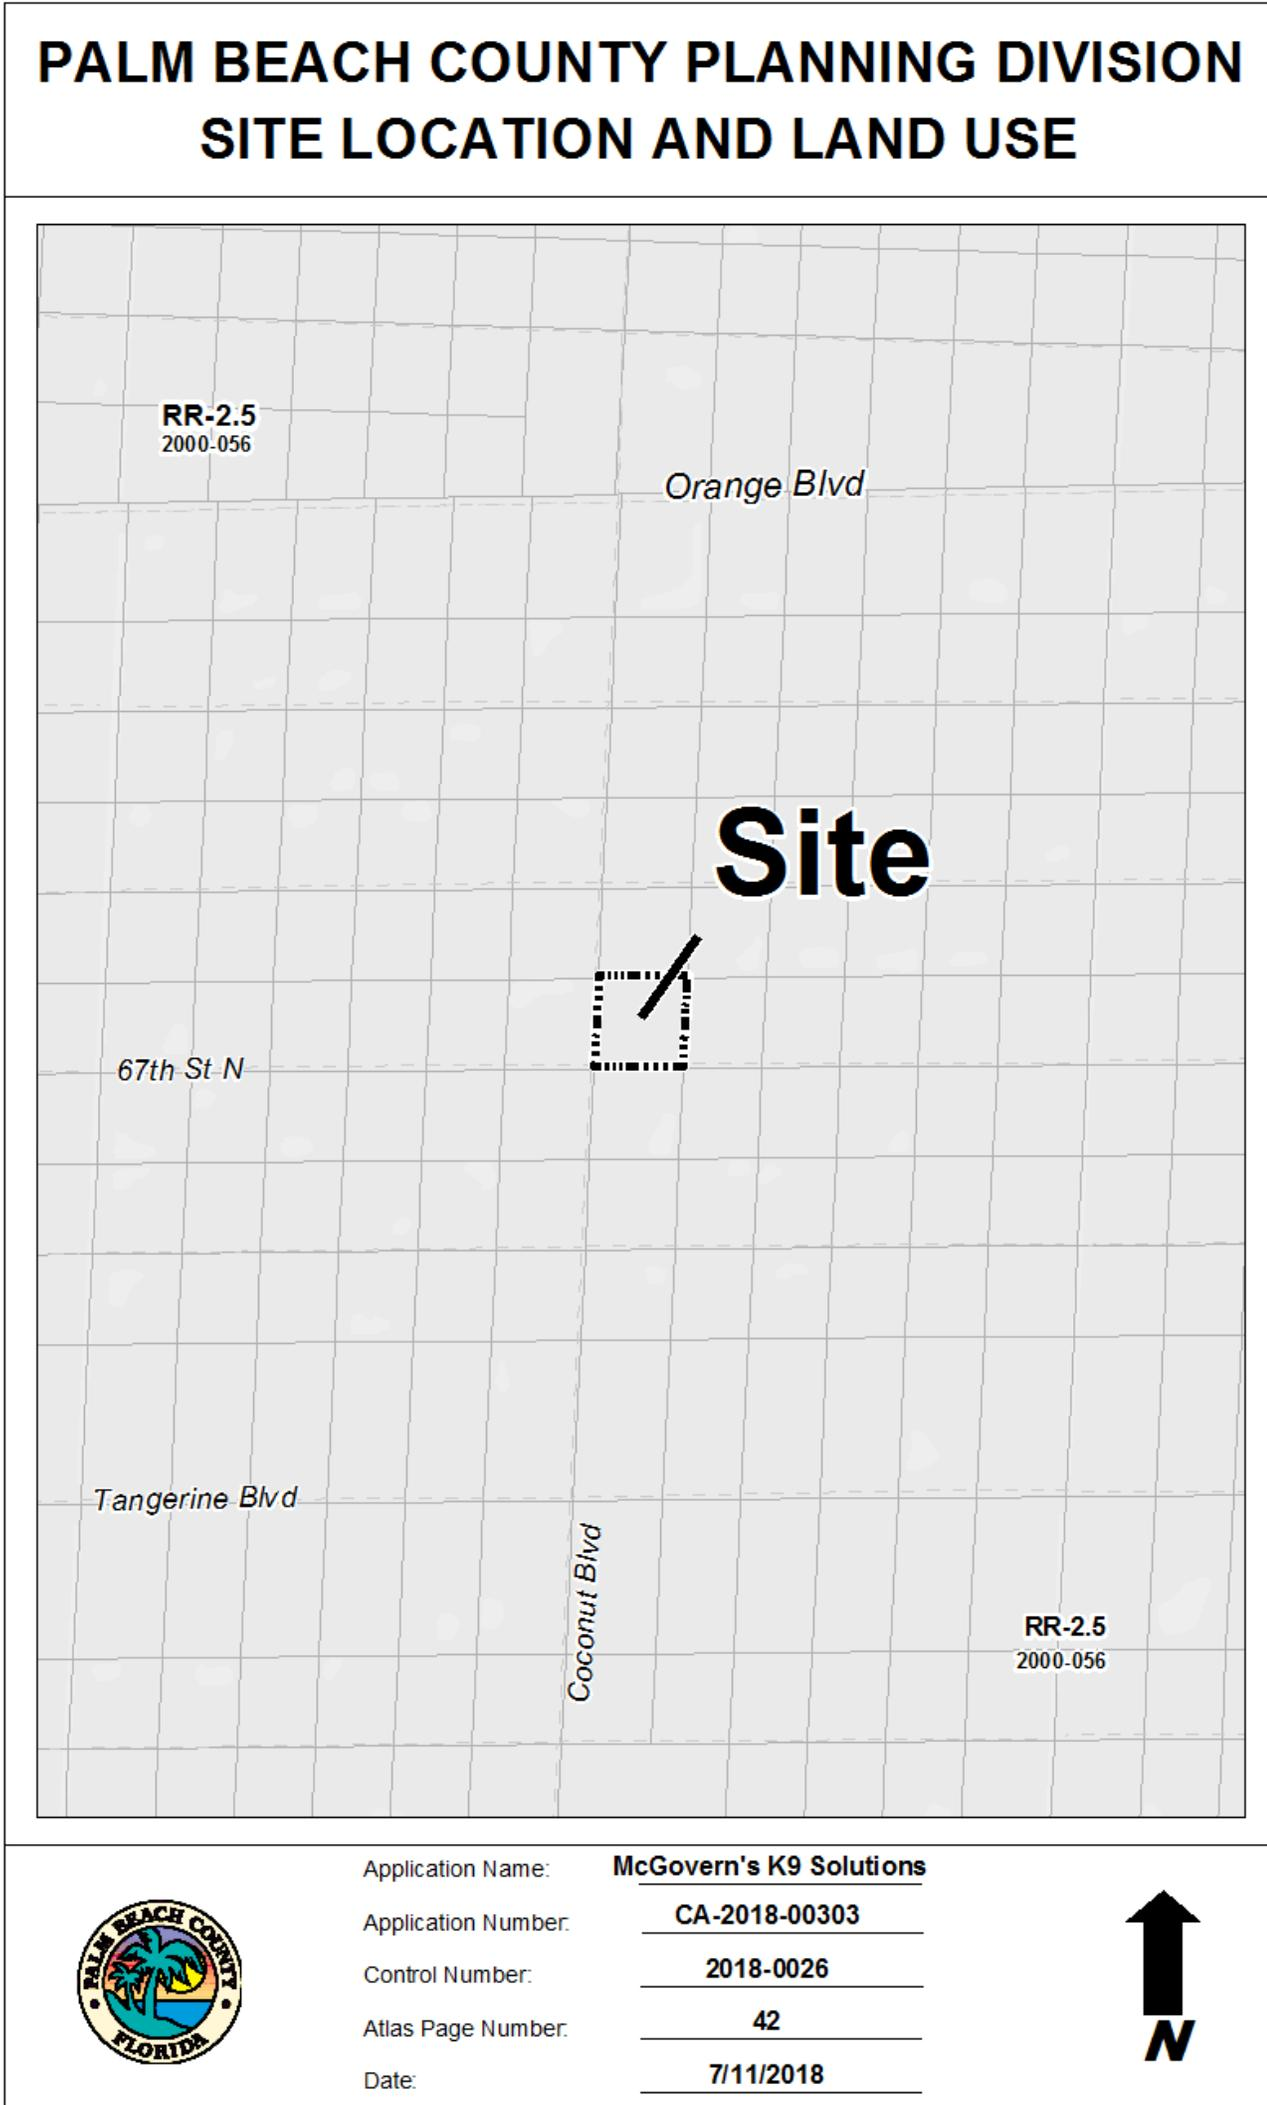 PALM BEACH COUNTY PLANNING DIVISION
SITE LOCATION AND LAND USE
RR-2.5
2000-056
Orange Blvd
Site
67th St N
Tangerine Blvd
Coconut Blvd
RR-2.5
2000-056
Application Name: McGovern's K9 Solutions
Application Number: CA-2018-00303
Control Number: 2018-0026
Atlas Page Number: 42
Date: 7/11/2018
PALM BEACH COUNTY
FLORIDA
N